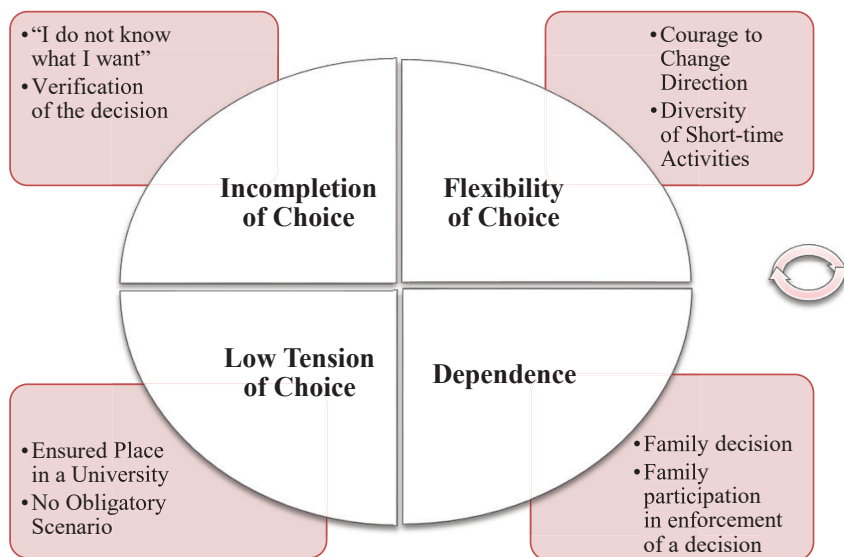 • “I do not know
what I want”
• Verification
of the decision
• Courage to
Change
Direction
• Diversity
of Short-time
Activities
Incompletion
of Choice
Flexibility
of Choice
Low Tension
of Choice
Dependence
• Ensured Place
in a University
• No Obligatory
Scenario
• Family decision
• Family
participation
in enforcement
of a decision